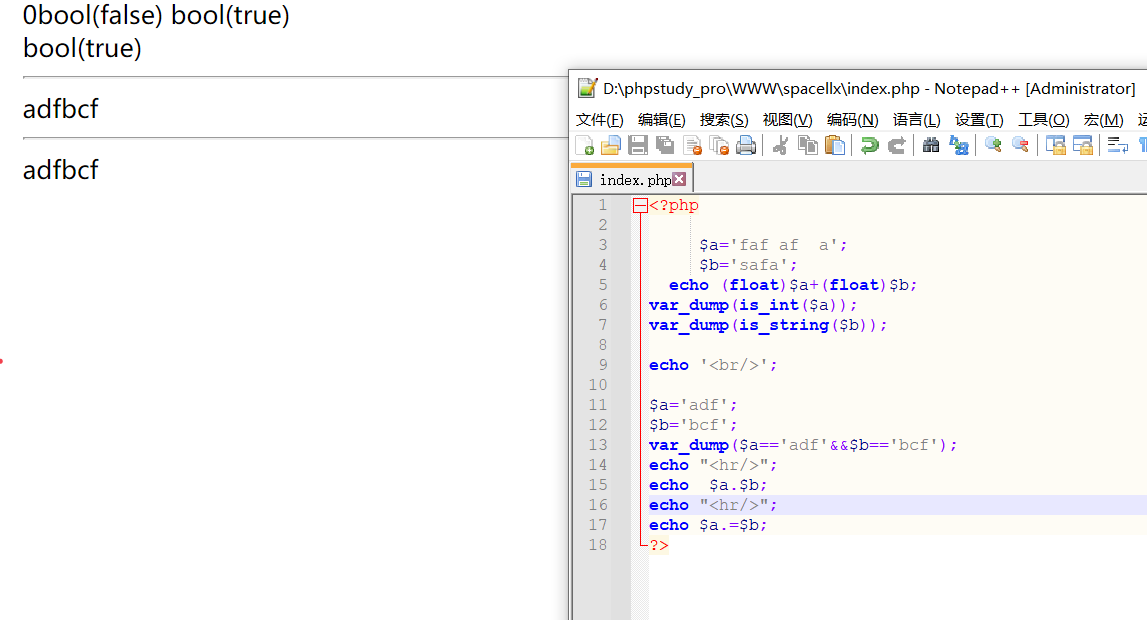 0bool(false) bool(true)
bool(true)
adfbcf
adfbcf
D:\phpstudy_pro\WWW\spacellx\index.php - Notepad++ [Administrator]
文件(F) 编辑(E) 搜索(S) 视图(V) 编码(N) 语言(L) 设置(T) 工具(O) 宏(M)
index.php
1 <?php
2
3 $a='faf af  a';
4 $b='safa';
5 echo (float)$a+(float)$b;
6 var_dump(is_int($a));
7 var_dump(is_string($b));
8
9 echo '<br/>';
10
11 $a='adf';
12 $b='bcf';
13 var_dump($a=='adf'&&$b=='bcf');
14 echo "<hr/>";
15 echo  $a.$b;
16 echo "<hr/>";
17 echo $a.=$b;
18 ?>